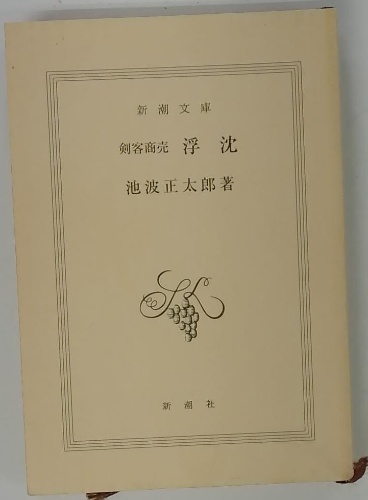 新潮文庫
剣客商売 浮沈
池波正太郎著
新潮社